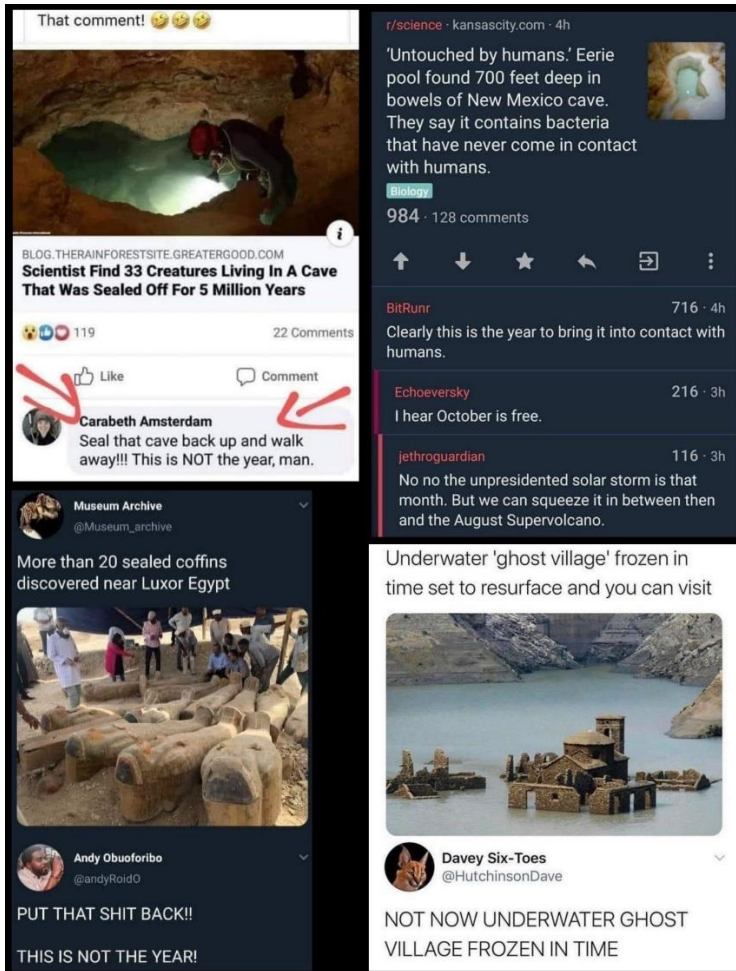 That comment! 🤣🤣🤣
BLOG.THERAINFORESTSITE.GREATERGOOD.COM
Scientist Find 33 Creatures Living In A Cave
That Was Sealed Off For 5 Million Years
119
22 Comments
Like
Comment
Carabeth Amsterdam
Seal that cave back up and walk
away!!! This is NOT the year, man.
r/science · kansascity.com · 4h
'Untouched by humans.' Eerie
pool found 700 feet deep in
bowels of New Mexico cave.
They say it contains bacteria
that have never come in contact
with humans.
Biology
984 · 128 comments
BitRunr 716 · 4h
Clearly this is the year to bring it into contact with
humans.
Echoeversky 216 · 3h
I hear October is free.
jethroguardian 116 · 3h
No no the unpresidented solar storm is that
month. But we can squeeze it in between then
and the August Supervolcano.
Museum Archive
@Museum_archive
More than 20 sealed coffins
discovered near Luxor Egypt
Andy Obuoforibo
@andyRoidO
PUT THAT SHIT BACK!!
THIS IS NOT THE YEAR!
Underwater 'ghost village' frozen in
time set to resurface and you can visit
Davey Six-Toes
@HutchinsonDave
NOT NOW UNDERWATER GHOST
VILLAGE FROZEN IN TIME